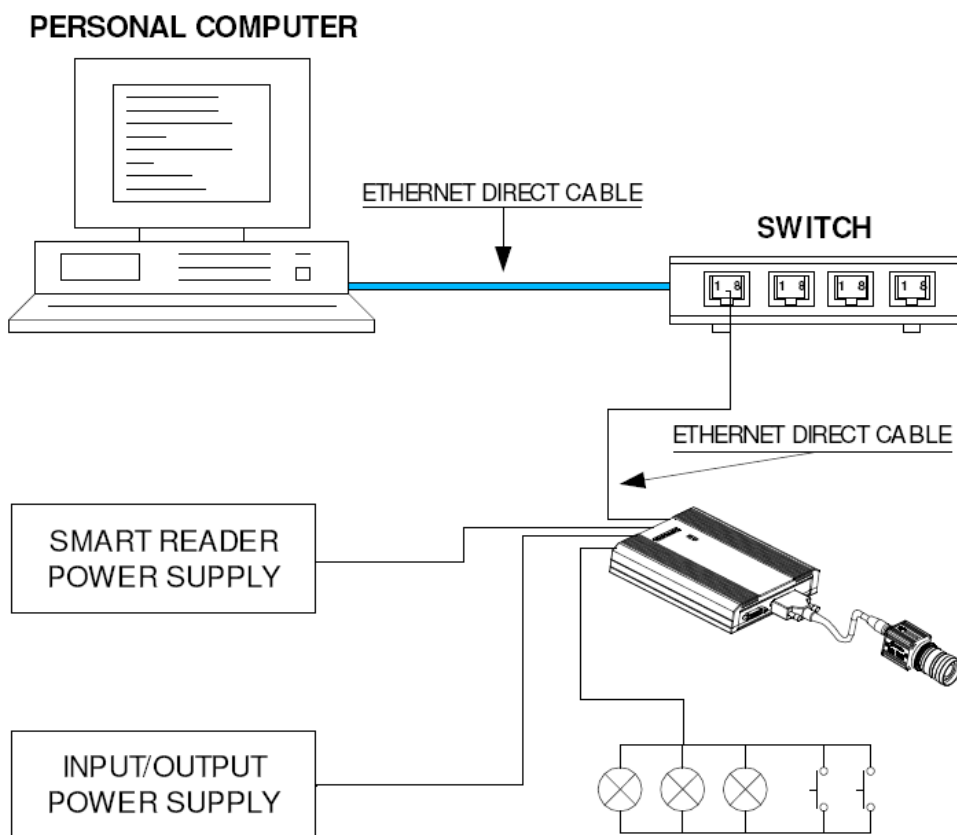 PERSONAL COMPUTER
ETHERNET DIRECT CABLE
SWITCH
1 8
1 8
1 8
1 8
ETHERNET DIRECT CABLE
SMART READER
POWER SUPPLY
INPUT/OUTPUT
POWER SUPPLY